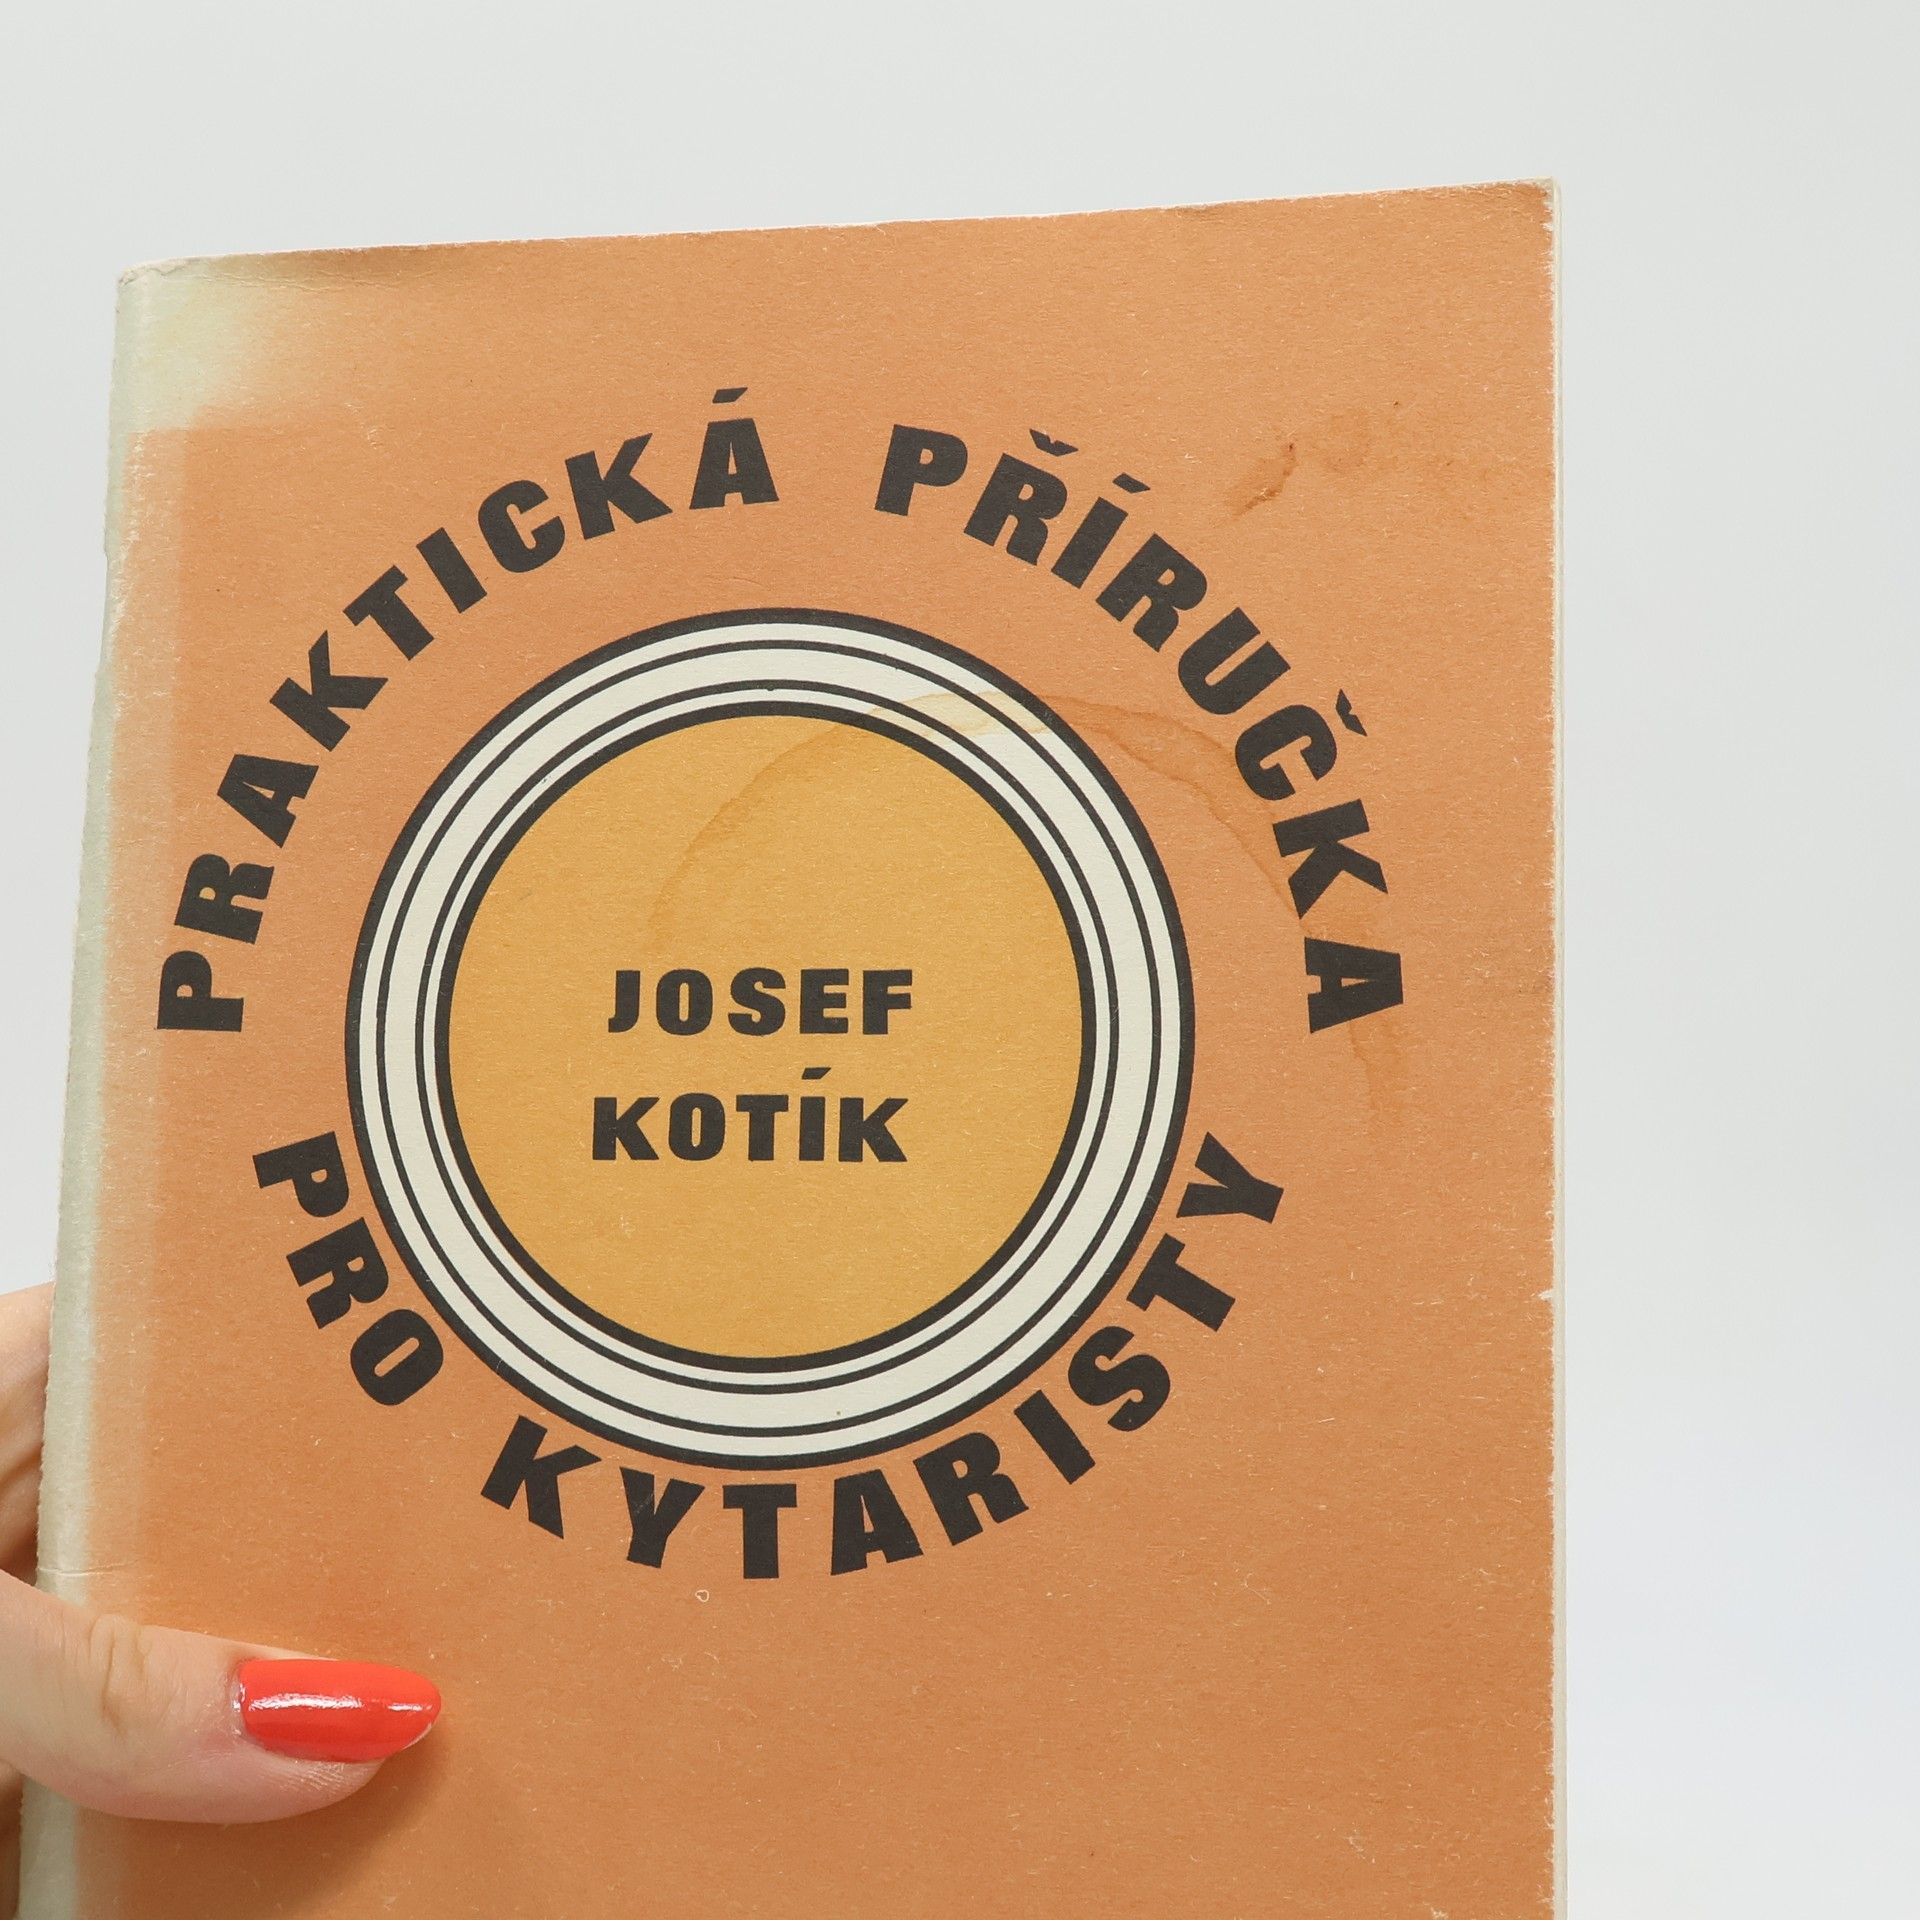 PRAKTICKÁ PŘÍRUČKA
JOSEF
KOTÍK
PRO KYTARISTY